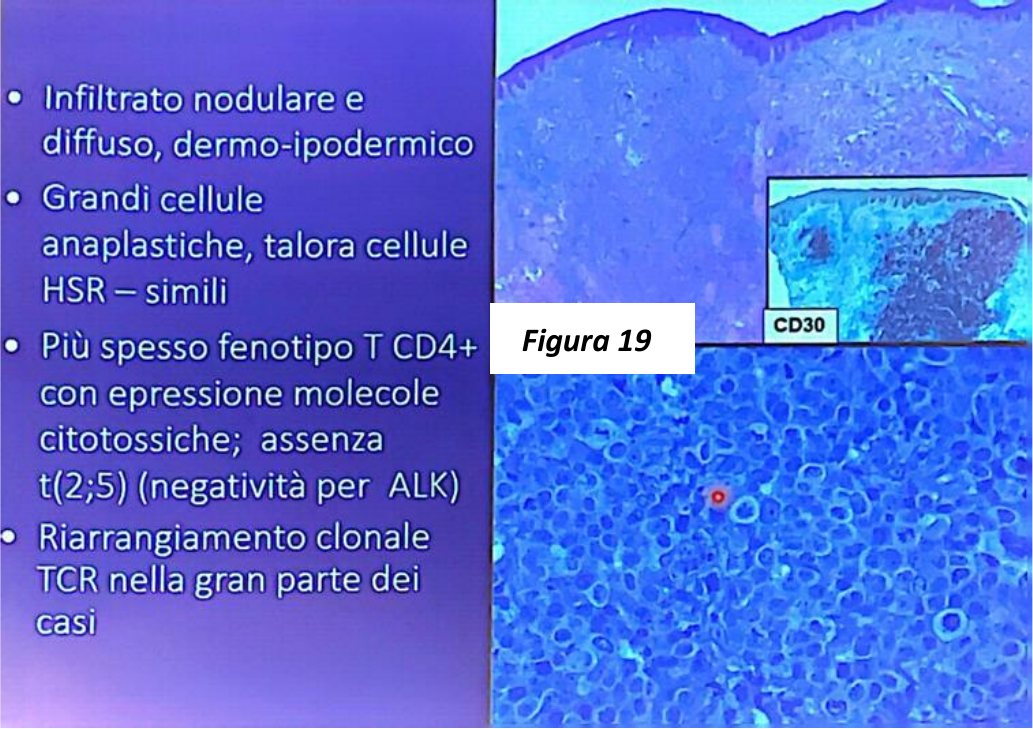 • Infiltrato nodulare e
diffuso, dermo-ipodermico
• Grandi cellule
anaplastiche, talora cellule
HSR – simili
• Più spesso fenotipo T CD4+
con epressione molecole
citotossiche; assenza
t(2;5) (negatività per ALK)
• Riarrangiamento clonale
TCR nella gran parte dei
casi
CD30
Figura 19